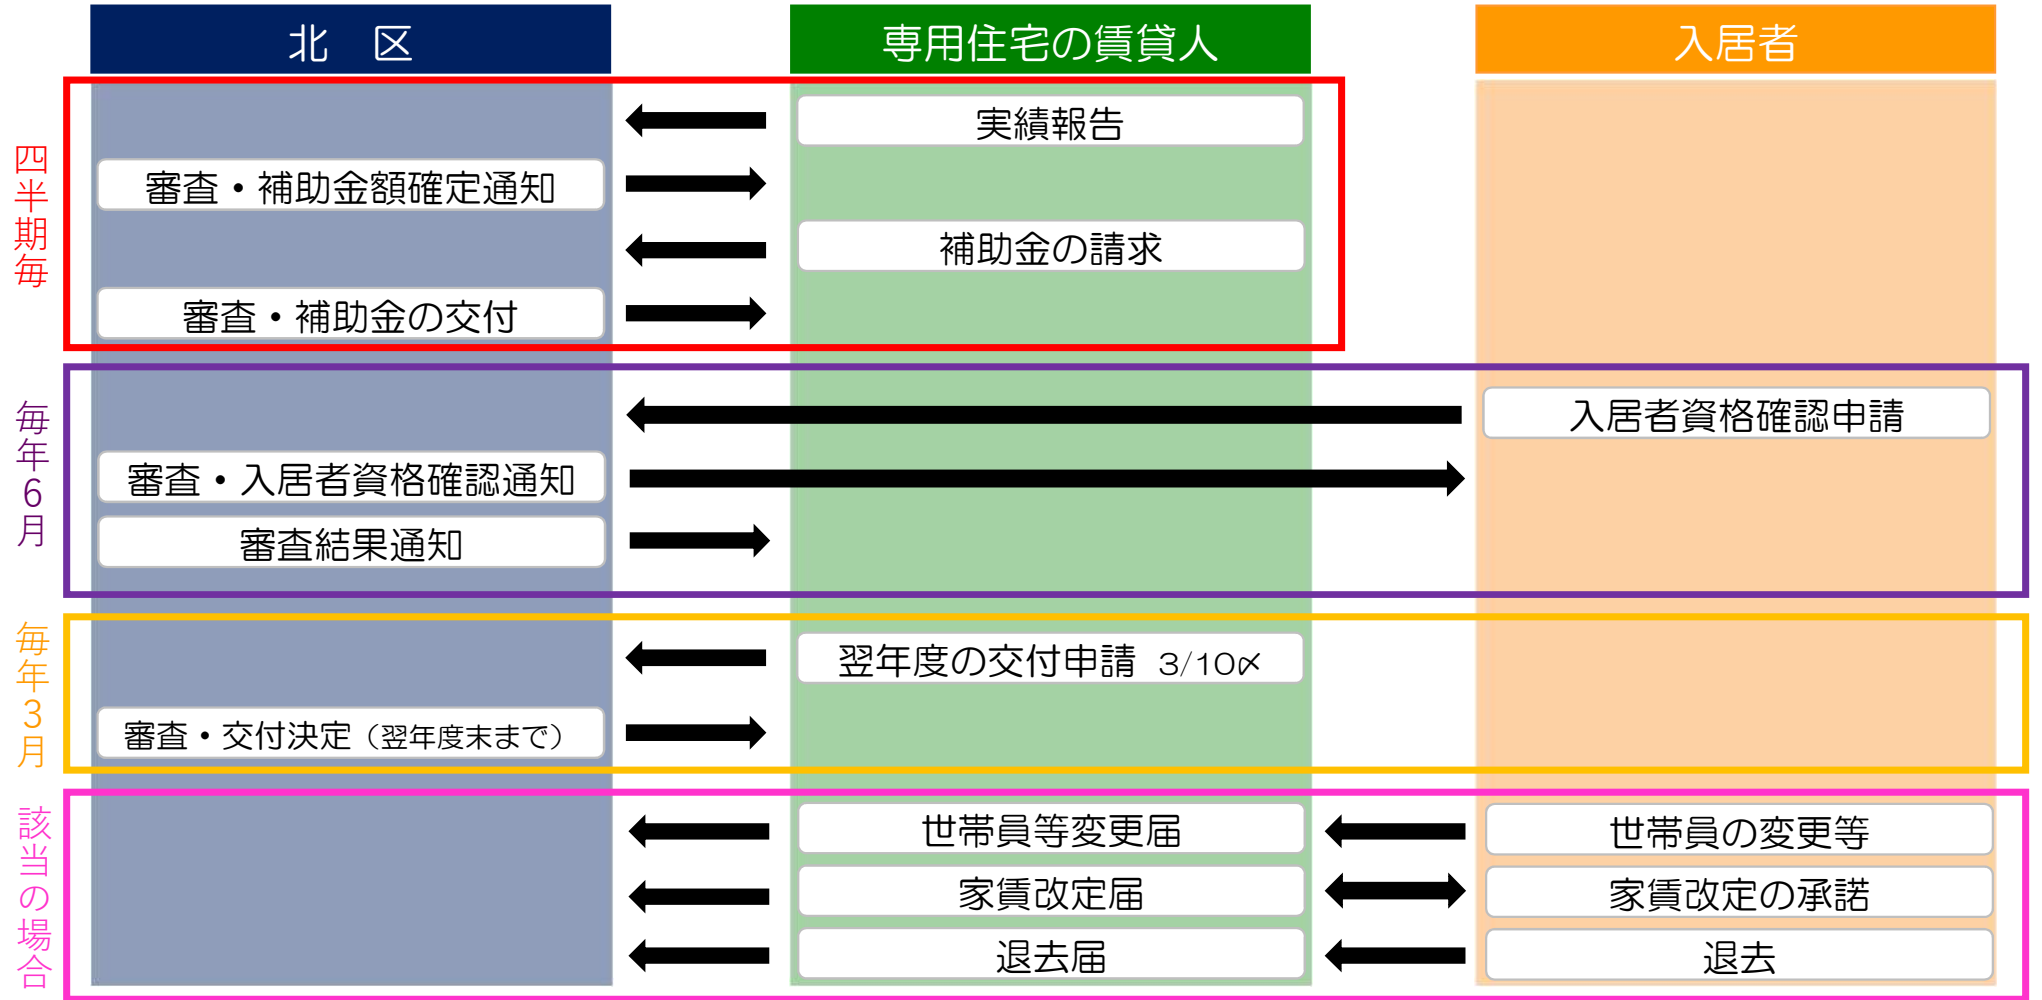 北　区
専用住宅の賃貸人
入居者
四半期毎
実績報告
審査・補助金額確定通知
補助金の請求
審査・補助金の交付
毎年6月
入居者資格確認申請
審査・入居者資格確認通知
審査結果通知
毎年3月
翌年度の交付申請 3/10〆
審査・交付決定（翌年度末まで）
該当の場合
世帯員等変更届
世帯員の変更等
家賃改定届
家賃改定の承諾
退去届
退去